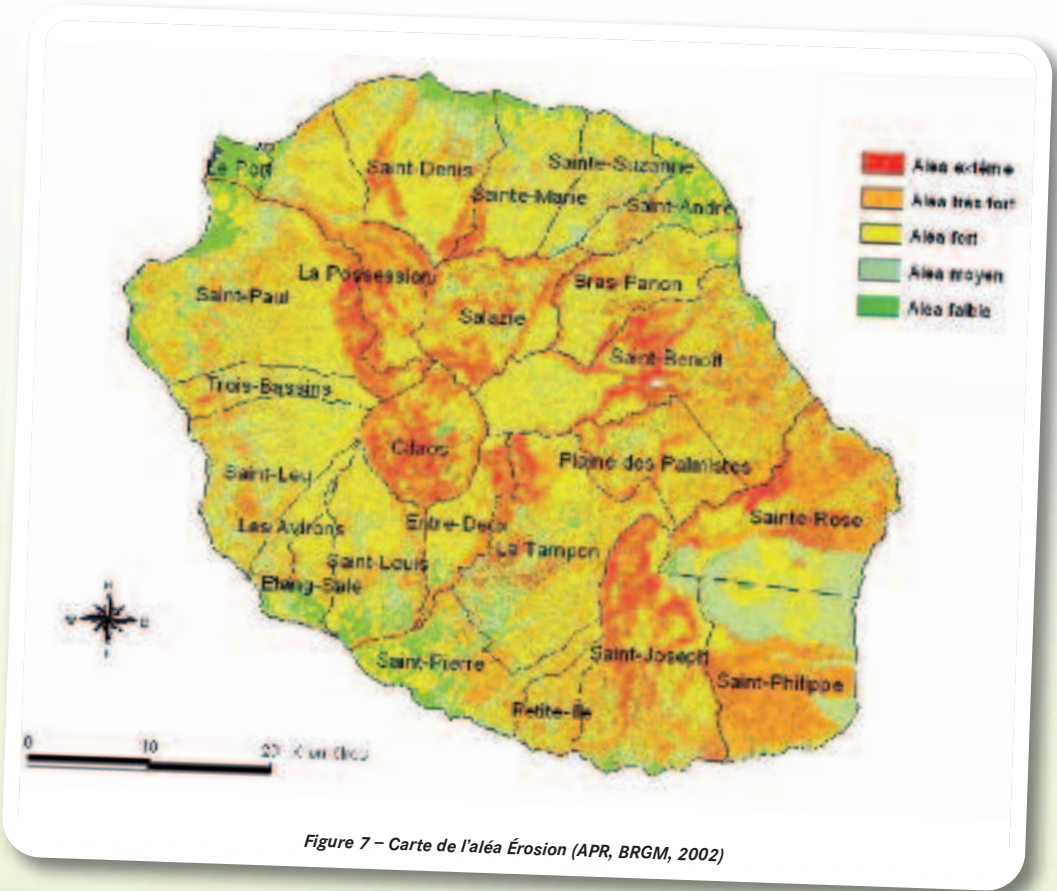 Le Port
Saint-Denis
Sainte-Suzanne
Sainte-Marie
Saint-André
La Possession
Bras-Panon
Saint-Paul
Salazie
Saint-Benoît
Trois-Bassins
Cilaos
Plaine des Palmistes
Saint-Leu
Sainte-Rose
Les Avirons
Entre-Deux
La Tampon
Saint-Louis
Etang-Salé
Saint-Joseph
Saint-Pierre
Saint-Philippe
Petite-Ile
Aléa extême
Aléa très fort
Aléa fort
Aléa moyen
Aléa faible
N
0 10 20
Figure 7 – Carte de l'aléa Érosion (APR, BRGM, 2002)